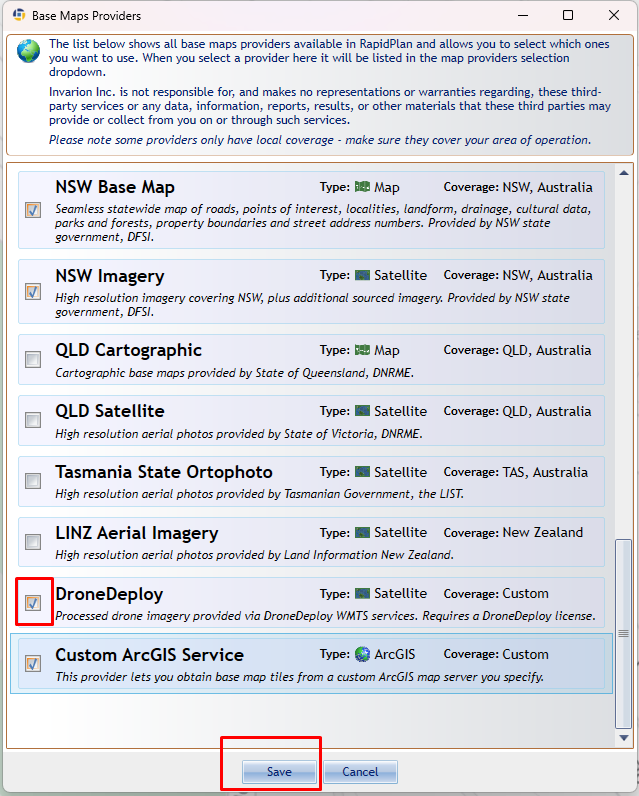 Base Maps Providers
The list below shows all base maps providers available in RapidPlan and allows you to select which ones
you want to use. When you select a provider here it will be listed in the map providers selection
dropdown.
Invarion Inc. is not responsible for, and makes no representations or warranties regarding, these third-
party services or any data, information, reports, results, or other materials that these third parties may
provide or collect from you on or through such services.
Please note some providers only have local coverage - make sure they cover your area of operation.
NSW Base Map Type: Map Coverage: NSW, Australia
Seamless statewide map of roads, points of interest, localities, landform, drainage, cultural data,
parks and forests, property boundaries and street address numbers. Provided by NSW state
government, DFSI.
NSW Imagery Type: Satellite Coverage: NSW, Australia
High resolution imagery covering NSW, plus additional sourced imagery. Provided by NSW state
government, DFSI.
QLD Cartographic Type: Map Coverage: QLD, Australia
Cartographic base maps provided by State of Queensland, DNRME.
QLD Satellite Type: Satellite Coverage: QLD, Australia
High resolution aerial photos provided by State of Victoria, DNRME.
Tasmania State Ortophoto Type: Satellite Coverage: TAS, Australia
High resolution aerial photos provided by Tasmanian Government, the LIST.
LINZ Aerial Imagery Type: Satellite Coverage: New Zealand
High resolution aerial photos provided by Land Information New Zealand.
DroneDeploy Type: Satellite Coverage: Custom
Processed drone imagery provided via DroneDeploy WMTS services. Requires a DroneDeploy license.
Custom ArcGIS Service Type: ArcGIS Coverage: Custom
This provider lets you obtain base map tiles from a custom ArcGIS map server you specify.
Save Cancel